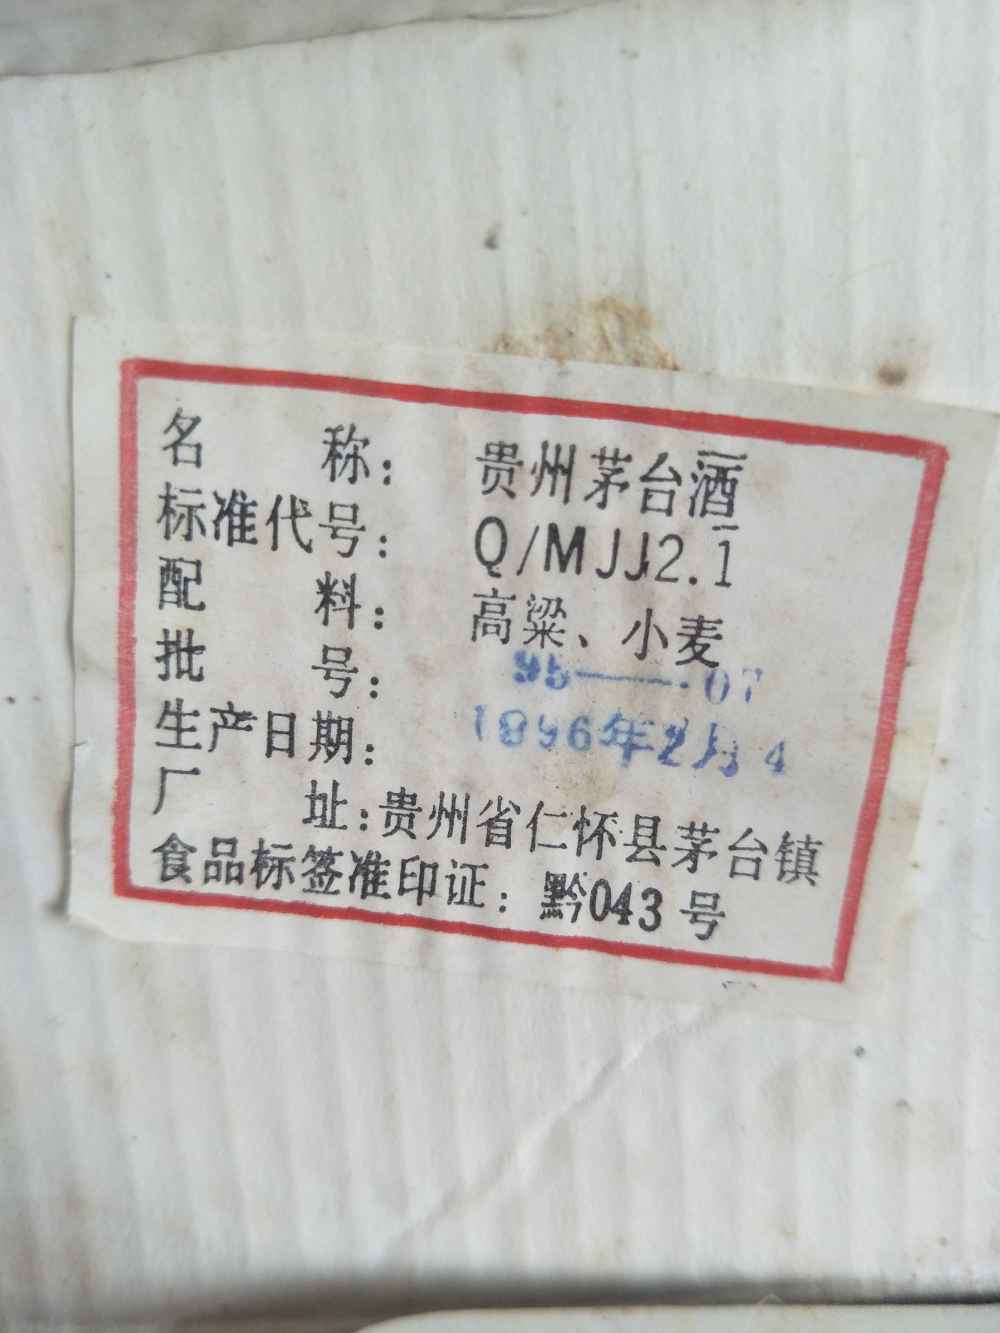 名 称: 贵州茅台酒
标准代号: Q/MJJ2.1
配 料: 高粱、小麦
批 号: 95——.07
生产日期: 1996年2月 4
厂 址:贵州省仁怀县茅台镇
食品标签准印证: 黔043号